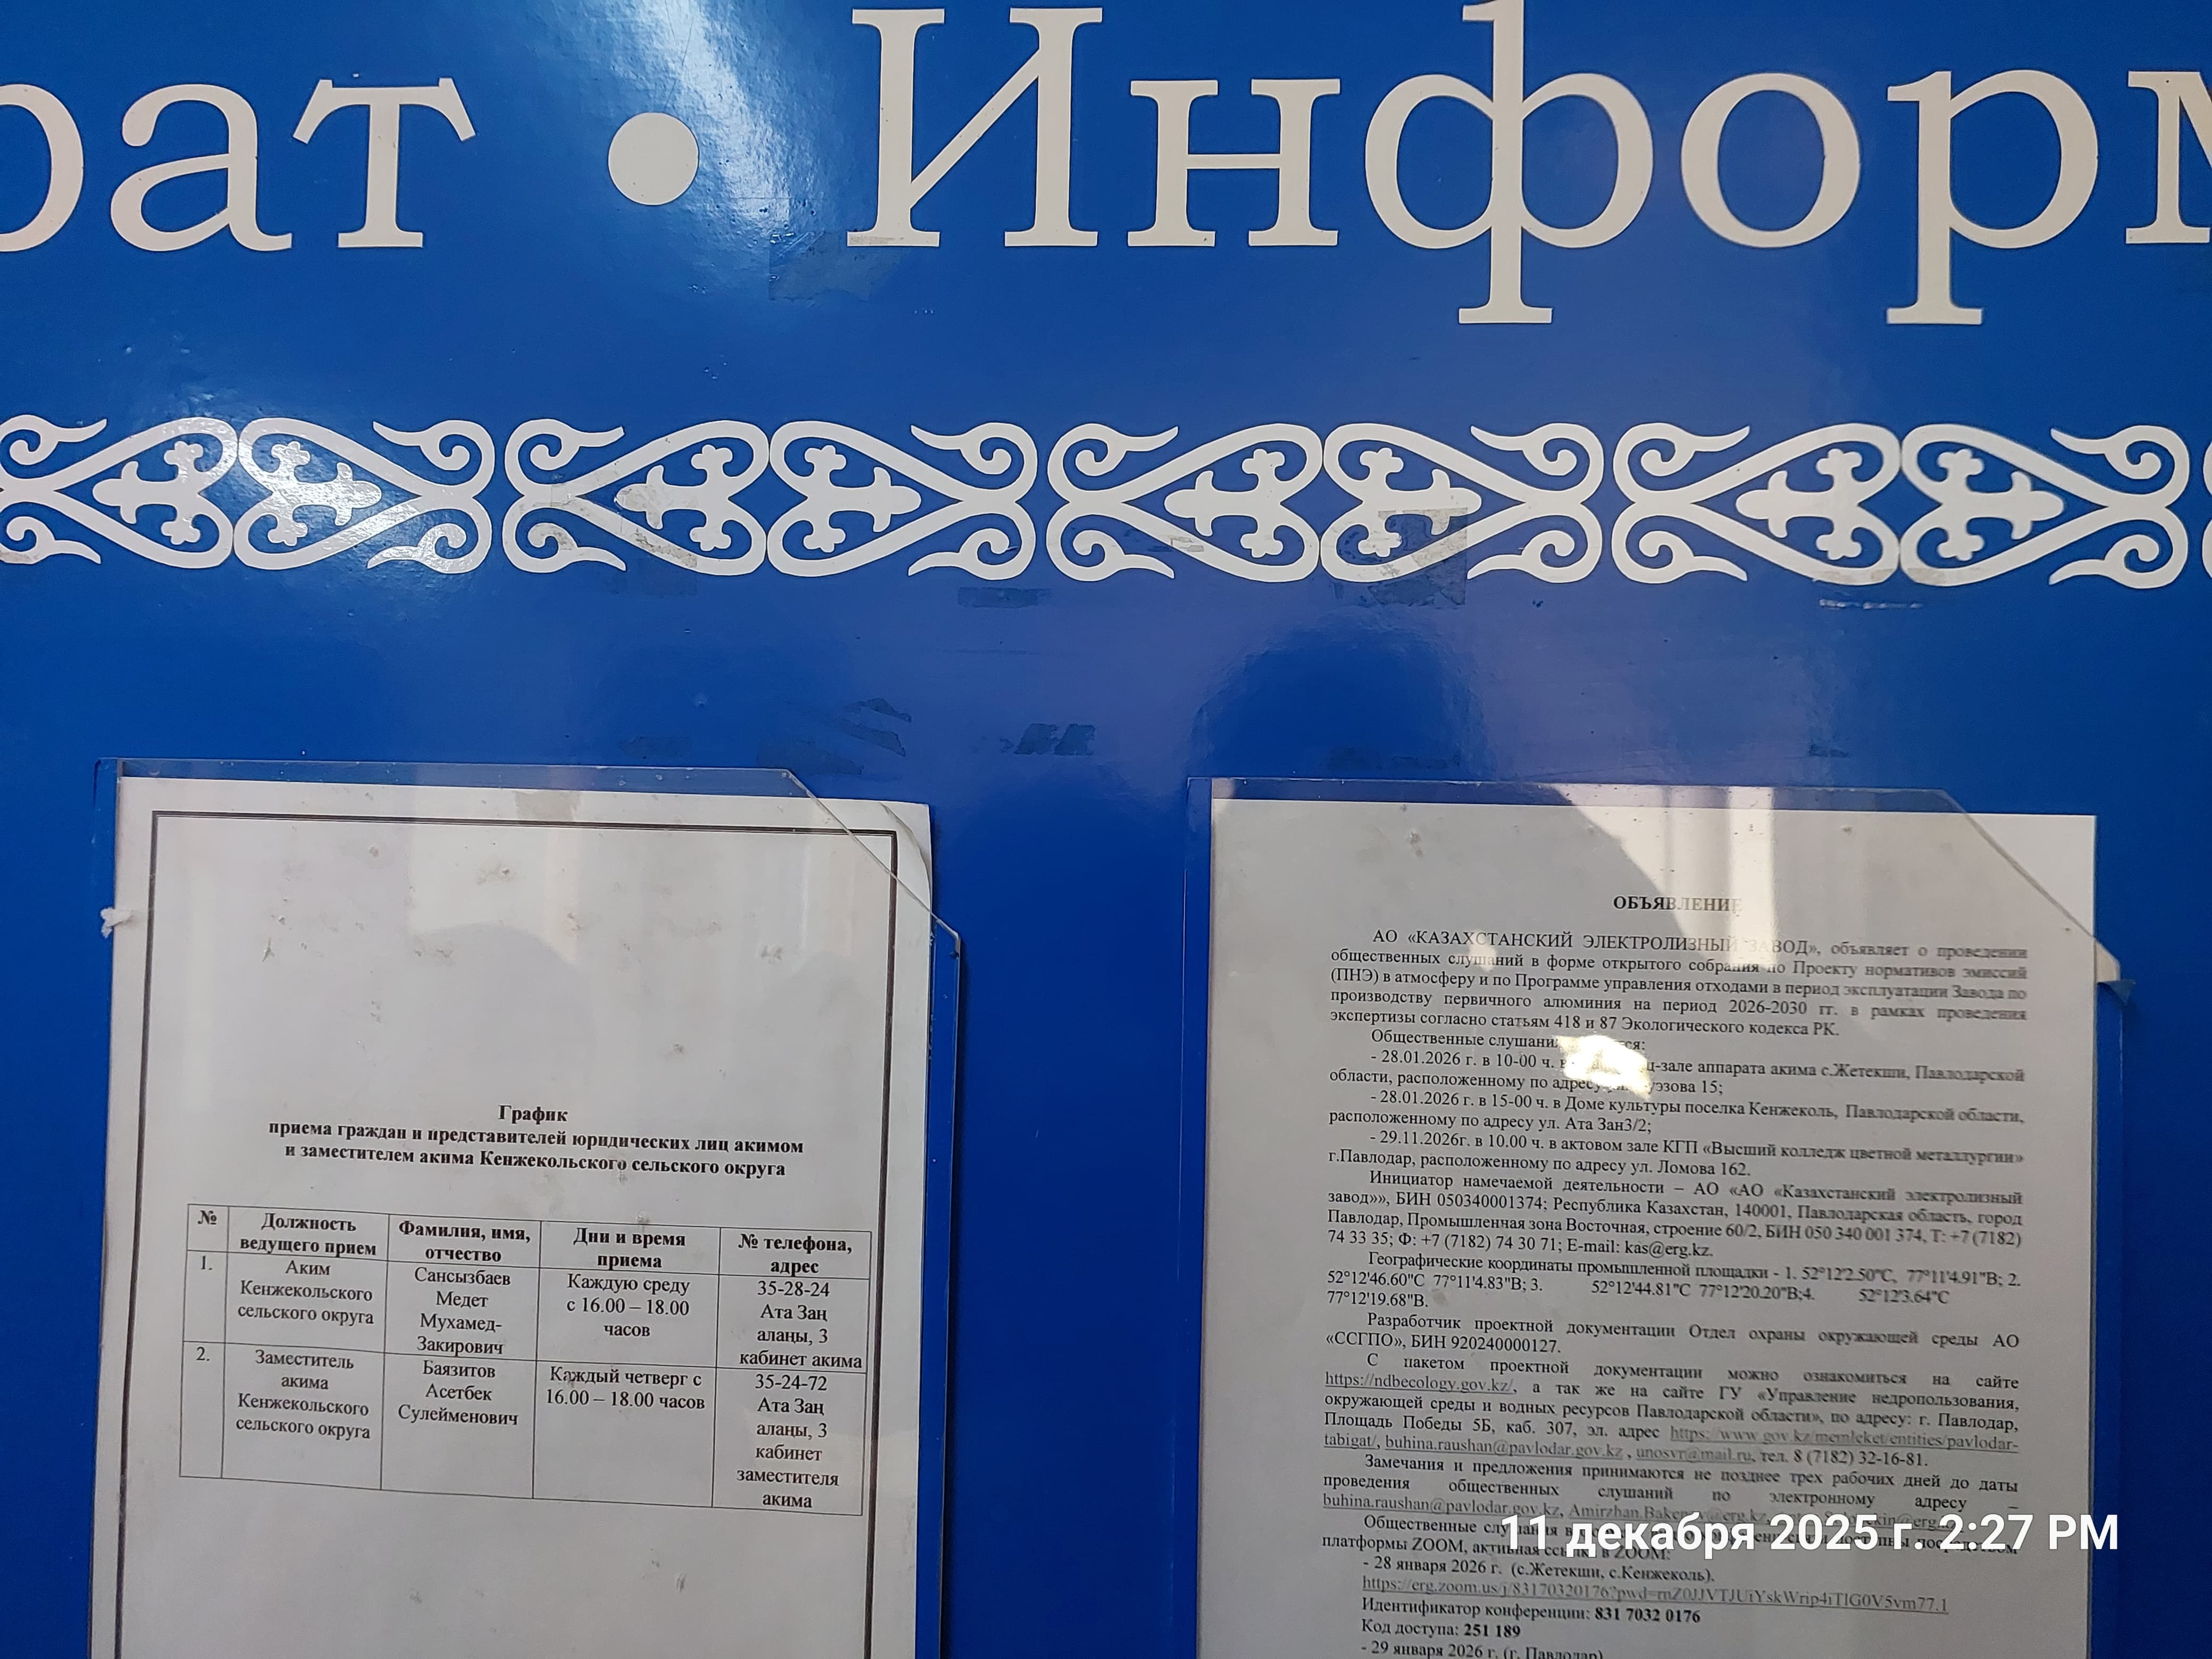 рат • Информ
График
приема граждан и представителей юридических лиц акимом
и заместителем акима Кенжекольского сельского округа
№ Должность ведущего прием Фамилия, имя, отчество Дни и время приема № телефона, адрес
1. Аким Кенжекольского сельского округа Сансызбаев Медет Мухамед-Закирович Каждую среду с 16.00 – 18.00 часов 35-28-24 Ата Заң алаңы, 3 кабинет акима
2. Заместитель акима Кенжекольского сельского округа Баязитов Асетбек Сулейменович Каждый четверг с 16.00 – 18.00 часов 35-24-72 Ата Заң алаңы, 3 кабинет заместителя акима
ОБЪЯВЛЕНИЕ
АО «КАЗАХСТАНСКИЙ ЭЛЕКТРОЛИЗНЫЙ ЗАВОД», объявляет о проведении
общественных слушаний в форме открытого собрания по Проекту нормативов эмиссий
(ПНЭ) в атмосферу и по Программе управления отходами в период эксплуатации Завода по
производству первичного алюминия на период 2026-2030 гг. в рамках проведения
экспертизы согласно статьям 418 и 87 Экологического кодекса РК.
Общественные слушания
- 28.01.2026 г. в 10-00 ч. в аппарата акима с.Жетекши, Павлодарской
области, расположенному по адресу 15;
- 28.01.2026 г. в 15-00 ч. в Доме культуры поселка Кенжеколь, Павлодарской области,
расположенному по адресу ул. Ата Зан3/2;
- 29.11.2026г. в 10.00 ч. в актовом зале КГП «Высший колледж цветной металлургии»
г.Павлодар, расположенному по адресу ул. Ломова 162.
Инициатор намечаемой деятельности – АО «АО «Казахстанский электролизный
завод»», БИН 050340001374; Республика Казахстан, 140001, Павлодарская область, город
Павлодар, Промышленная зона Восточная, строение 60/2, БИН 050 340 001 374, Т: +7 (7182)
74 33 35; Ф: +7 (7182) 74 30 71; E-mail: kas@erg.kz.
Географические координаты промышленной площадки - 1. 52°12'2.50"С, 77°11'4.91"В; 2.
52°12'46.60"С 77°11'4.83"В; 3. 52°12'44.81"С 77°12'20.20"В;4. 52°12'3.64"С
77°12'19.68"В.
Разработчик проектной документации Отдел охраны окружающей среды АО
«ССГПО», БИН 920240000127.
С пакетом проектной документации можно ознакомиться на сайте
https://ndbecology.gov.kz/, а так же на сайте ГУ «Управление недропользования,
окружающей среды и водных ресурсов Павлодарской области», по адресу: г. Павлодар,
Площадь Победы 5Б, каб. 307, эл. адрес https://www.gov.kz/memleket/entities/pavlodar-
tabigat/, buhina.raushan@pavlodar.gov.kz , unosvr@mail.ru, тел. 8 (7182) 32-16-81.
Замечания и предложения принимаются не позднее трех рабочих дней до даты
проведения общественных слушаний по электронному адресу –
buhina.raushan@pavlodar.gov.kz,
Общественные слушания
платформы ZOOM, активная ссылка в ZOOM:
- 28 января 2026 г. (с.Жетекши, с.Кенжеколь).
https://erg.zoom.us/j/83170320176?pwd=mZ0JJVTJUiYskWrip4iTlG0V5vm77.1
Идентификатор конференции: 831 7032 0176
Код доступа: 251 189
- 29 января 2026 г. (г. Павлодар)
11 декабря 2025 г. 2:27 PM